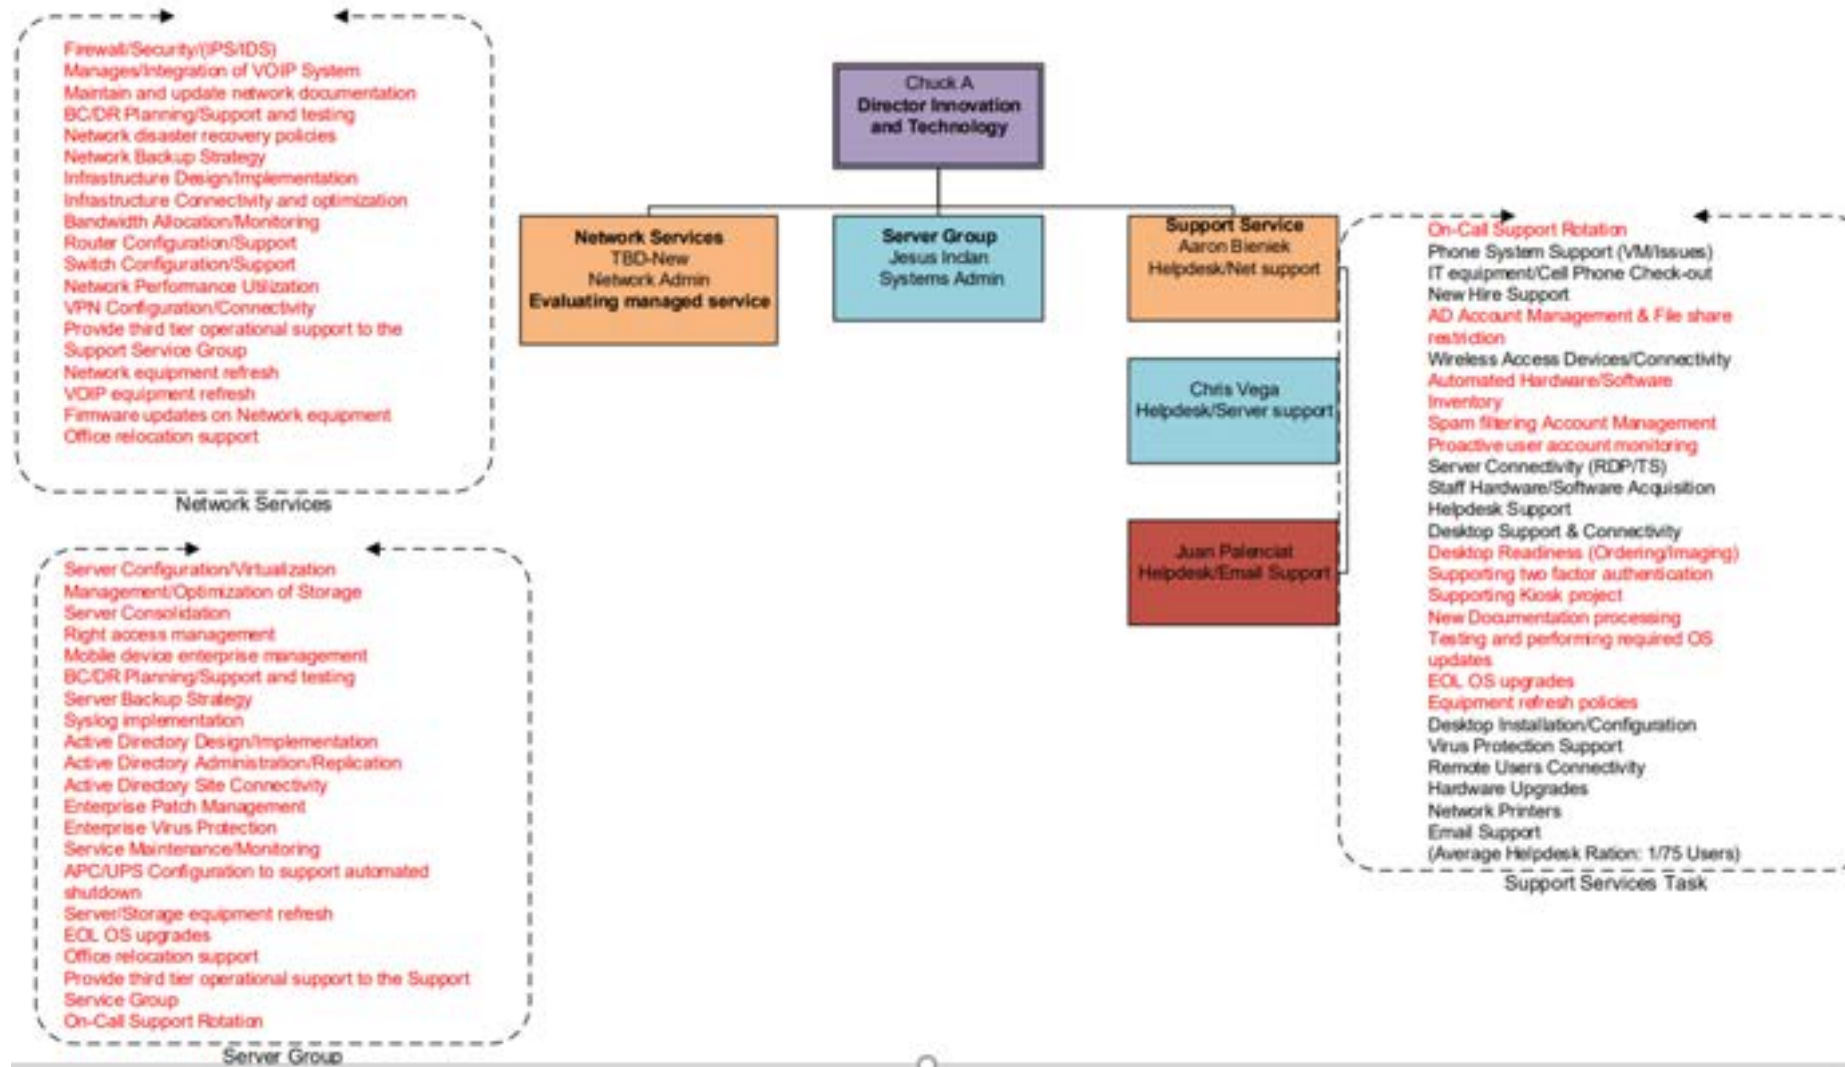 Firewall/Security/(IPS/IDS)
Manages/Integration of VOIP System
Maintain and update network documentation
BC/DR Planning/Support and testing
Network disaster recovery policies
Network Backup Strategy
Infrastructure Design/Implementation
Infrastructure Connectivity and optimization
Bandwidth Allocation/Monitoring
Router Configuration/Support
Switch Configuration/Support
Network Performance Utilization
VPN Configuration/Connectivity
Provide third tier operational support to the
Support Service Group
Network equipment refresh
VOIP equipment refresh
Firmware updates on Network equipment
Office relocation support
Network Services
Server Configuration/Virtualization
Management/Optimization of Storage
Server Consolidation
Right access management
Mobile device enterprise management
BC/DR Planning/Support and testing
Server Backup Strategy
Syslog implementation
Active Directory Design/Implementation
Active Directory Administration/Replication
Active Directory Site Connectivity
Enterprise Patch Management
Enterprise Virus Protection
Service Maintenance/Monitoring
APC/UPS Configuration to support automated
shutdown
Server/Storage equipment refresh
EOL OS upgrades
Office relocation support
Provide third tier operational support to the Support
Service Group
On-Call Support Rotation
Server Group
Chuck A
Director Innovation
and Technology
Network Services
TBD-New
Network Admin
Evaluating managed service
Server Group
Jesus Inclan
Systems Admin
Support Service
Aaron Bieniek
Helpdesk/Net support
Chris Vega
Helpdesk/Server support
Juan Palenciat
Helpdesk/Email Support
On-Call Support Rotation
Phone System Support (VM/Issues)
IT equipment/Cell Phone Check-out
New Hire Support
AD Account Management & File share
restriction
Wireless Access Devices/Connectivity
Automated Hardware/Software
Inventory
Spam filtering Account Management
Proactive user account monitoring
Server Connectivity (RDP/TS)
Staff Hardware/Software Acquisition
Helpdesk Support
Desktop Support & Connectivity
Desktop Readiness (Ordering/Imaging)
Supporting two factor authentication
Supporting Kiosk project
New Documentation processing
Testing and performing required OS
updates
EOL OS upgrades
Equipment refresh policies
Desktop Installation/Configuration
Virus Protection Support
Remote Users Connectivity
Hardware Upgrades
Network Printers
Email Support
(Average Helpdesk Ration: 1/75 Users)
Support Services Task